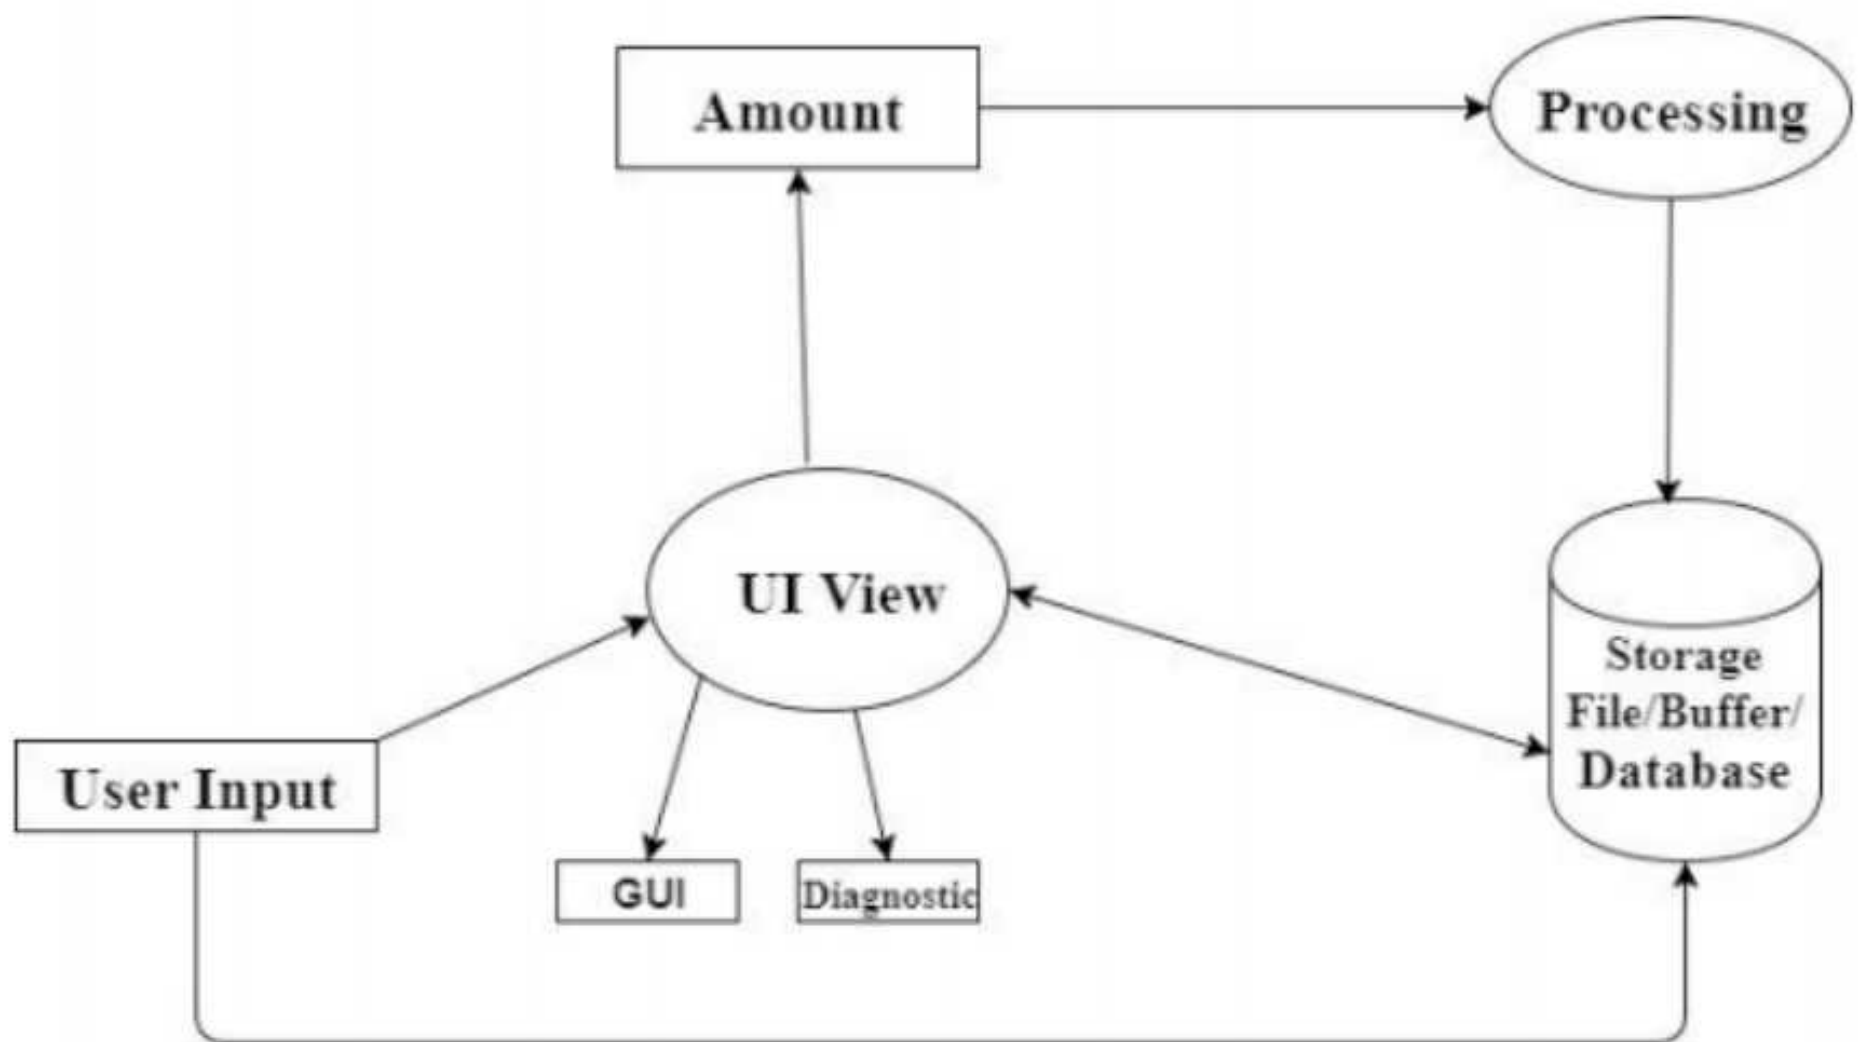 Amount
Processing
UI View
Storage
File/Buffer/
Database
User Input
GUI
Diagnostic